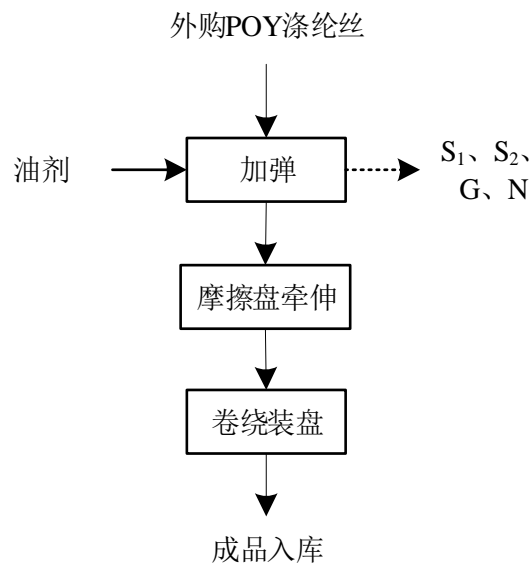 外购POY涤纶丝
油剂
加弹
S₁、S₂、
G、N
摩擦盘牵伸
卷绕装盘
成品入库